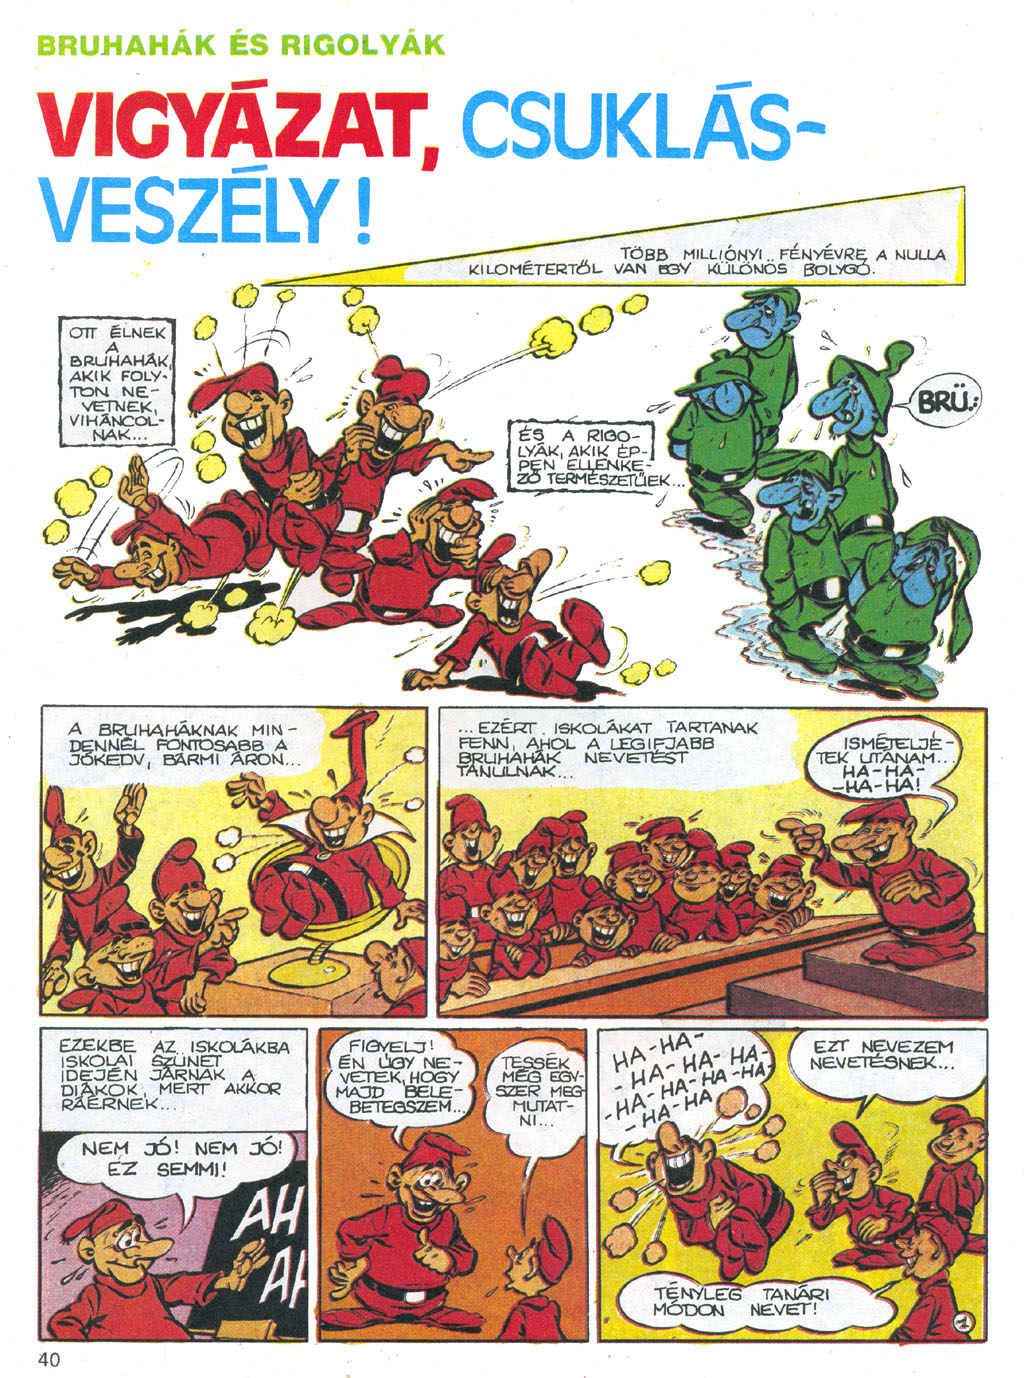 BRUHAHÁK ÉS RIGOLYÁK
VIGYÁZAT, CSUKLÁS-
VESZÉLY!
TÖBB MILLIÓNYI FÉNYÉVRE A NULLA
KILOMÉTERTŐL VAN EGY KÜLÖNÖS BOLYGÓ.
OTT ÉLNEK
A
BRUHAHÁK,
AKIK FOLY-
TON NE-
VETNEK,
VIHÁNCOL-
NAK...
ÉS A RIGO-
LYÁK, AKIK ÉP-
PEN ELLENKE-
ZŐ TERMÉSZETŰEK...
BRÜ...
A BRUHAHÁKNAK MIN-
DENNÉL FONTOSABB A
JÓKEDV, BÁRMI ÁRON...
...EZÉRT ISKOLÁKAT TARTANAK
FENN, AHOL A LEGIFJABB
BRUHAHÁK NEVETÉST
TANULNAK...
ISMÉTELJÉ-
TEK UTÁNAM...
HA-HA-
-HA-HA!
EZEKBE AZ ISKOLÁKBA
ISKOLAI SZÜNET
IDEJÉN JÁRNAK A
DIÁKOK, MERT AKKOR
RÁÉRNEK...
NEM JÓ! NEM JÓ!
EZ SEMMI!
AH
AH
FIGYELJ!
ÉN ÚGY NE-
VETEK, HOGY
MAJD BELE-
BETEGSZEM...
TESSÉK
MÉG EGY-
SZER MEG-
MUTAT-
NI...
HA-HA-
-HA-HA-HA-
-HA-HA-HA-HA-
-HA-HA
EZT NEVEZEM
NEVETÉSNEK...
TÉNYLEG TANÁRI
MÓDON NEVET!
1
40